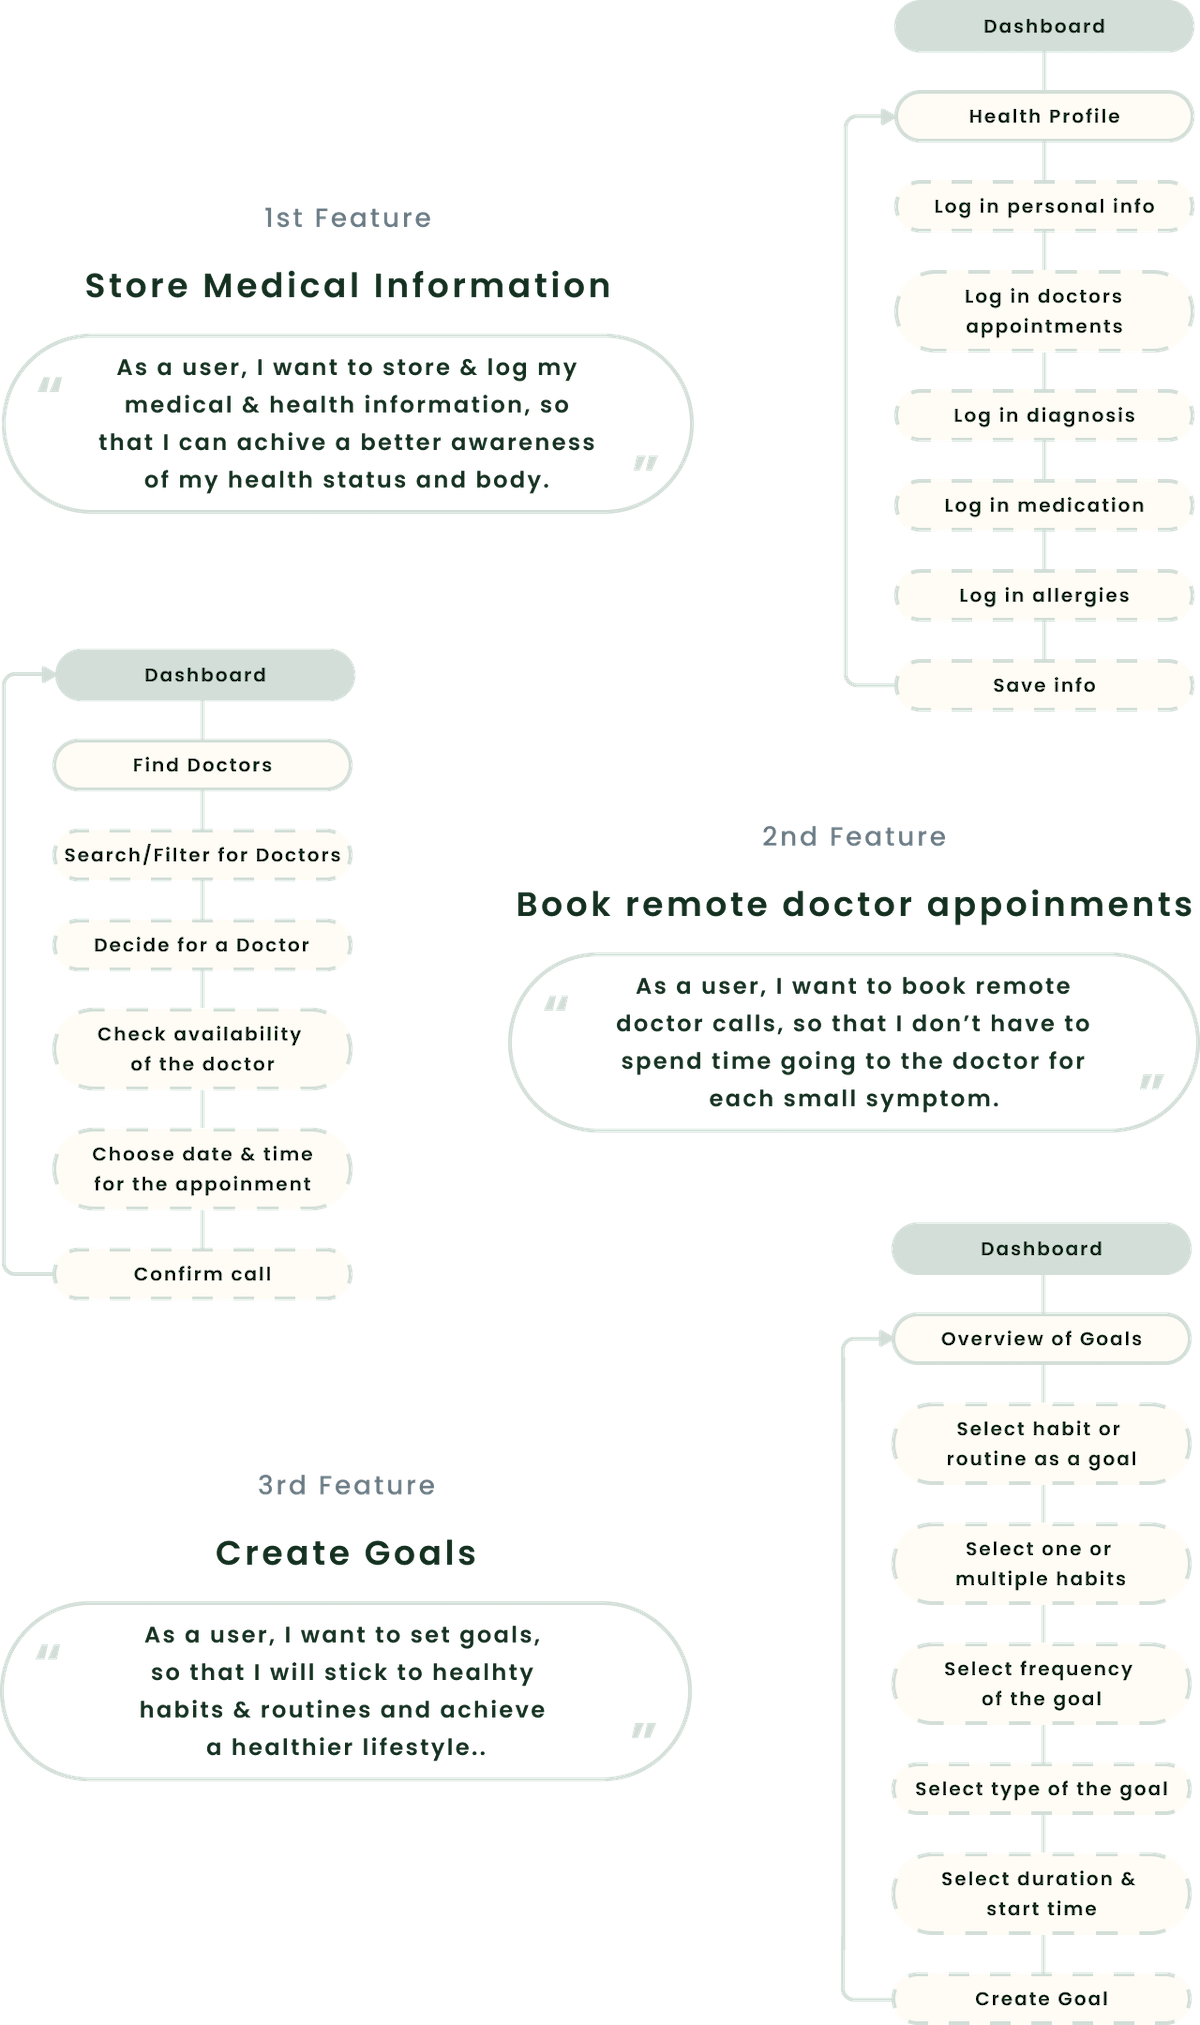 Dashboard
Health Profile
Log in personal info
Log in doctors
appointments
Log in diagnosis
Log in medication
Log in allergies
Save info
1st Feature
Store Medical Information
“
As a user, I want to store & log my
medical & health information, so
that I can achive a better awareness
of my health status and body.
”
Dashboard
Find Doctors
Search/Filter for Doctors
Decide for a Doctor
Check availability
of the doctor
Choose date & time
for the appoinment
Confirm call
2nd Feature
Book remote doctor appoinments
“
As a user, I want to book remote
doctor calls, so that I don’t have to
spend time going to the doctor for
each small symptom.
”
Dashboard
Overview of Goals
Select habit or
routine as a goal
Select one or
multiple habits
Select frequency
of the goal
Select type of the goal
Select duration &
start time
Create Goal
3rd Feature
Create Goals
“
As a user, I want to set goals,
so that I will stick to healhty
habits & routines and achieve
a healthier lifestyle..
”